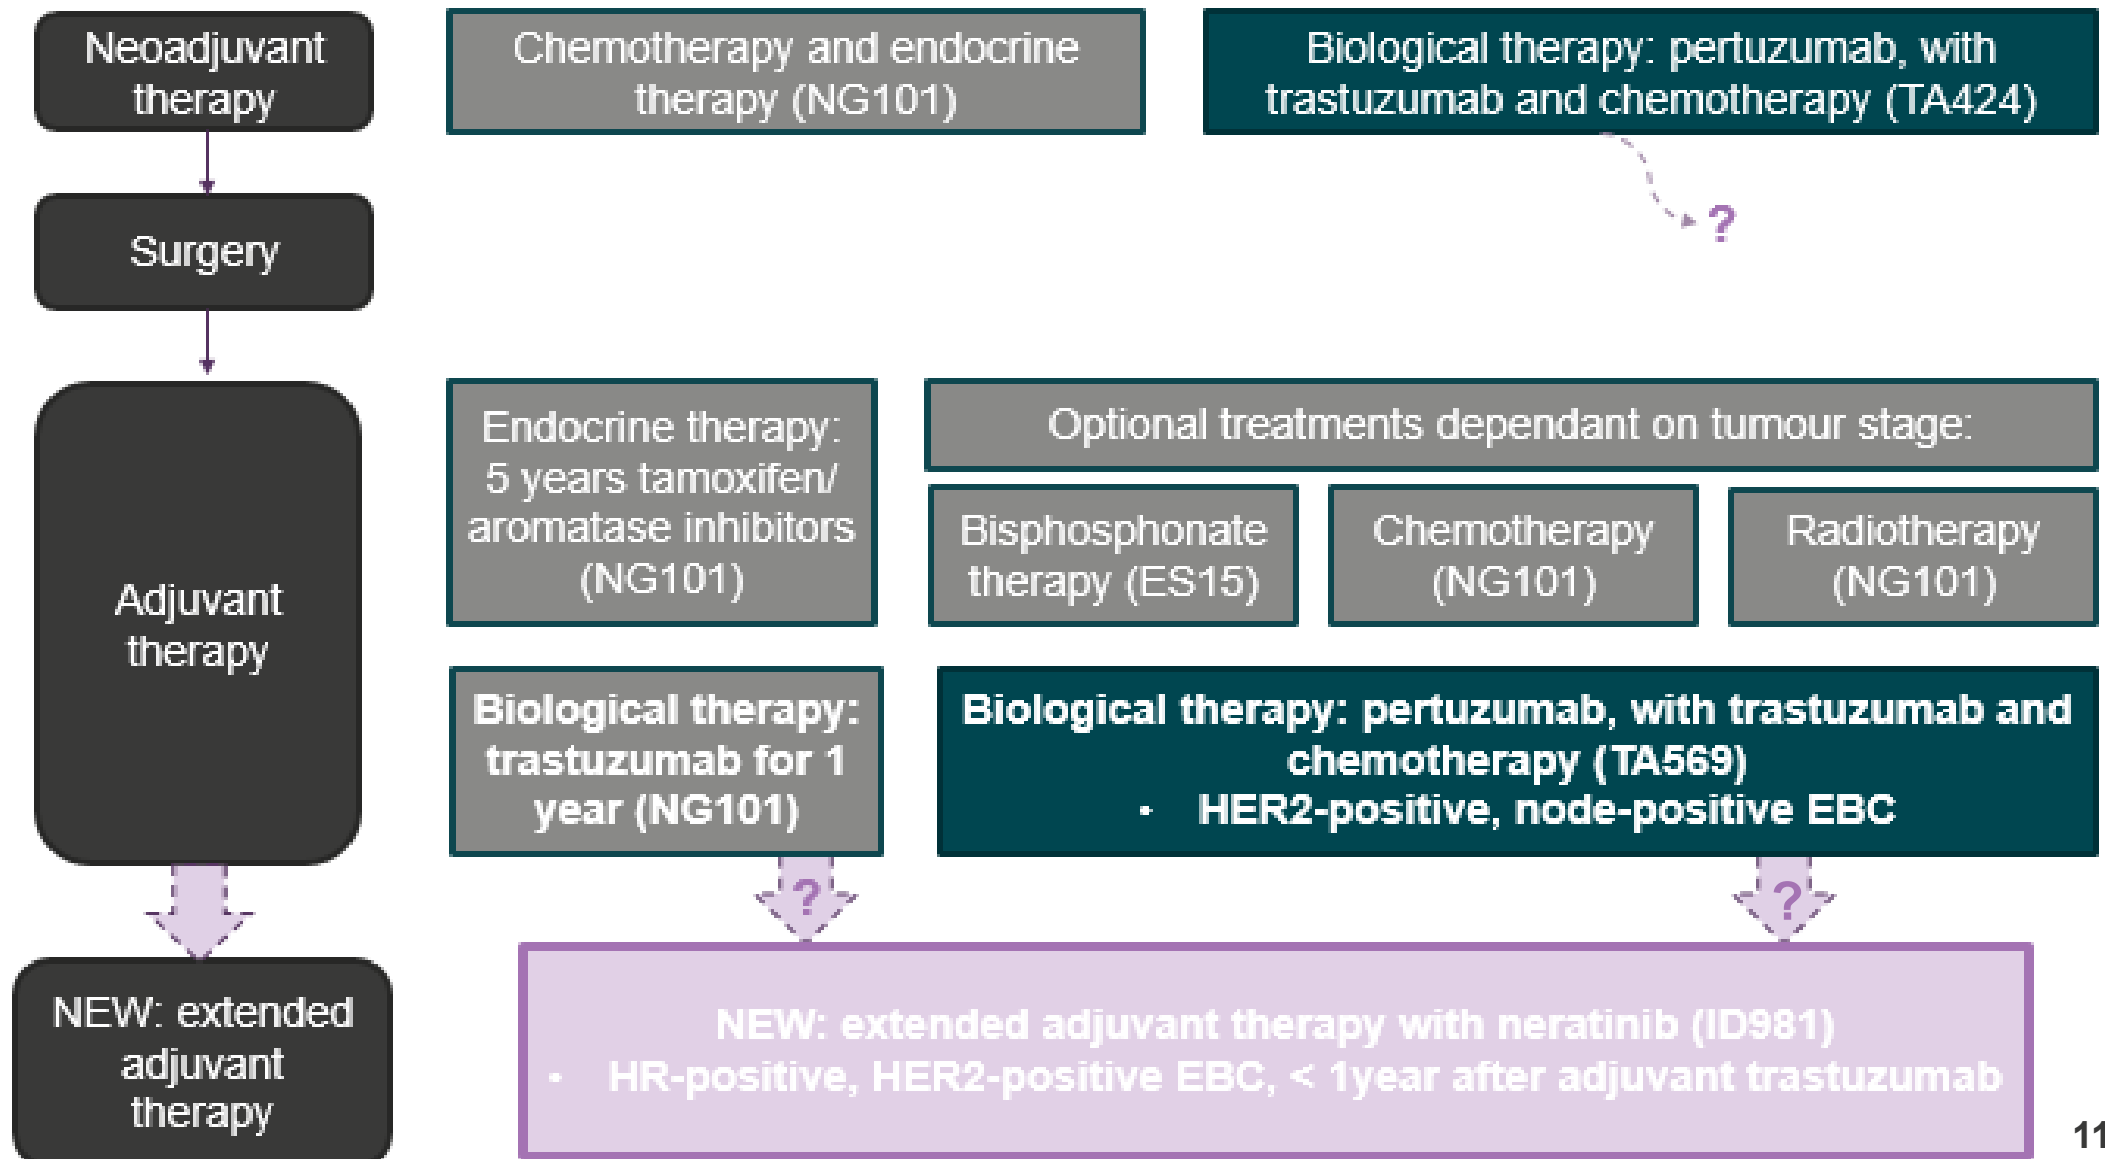 Neoadjuvant
therapy
Chemotherapy and endocrine
therapy (NG101)
Biological therapy: pertuzumab, with
trastuzumab and chemotherapy (TA424)
?
Surgery
Adjuvant
therapy
Endocrine therapy:
5 years tamoxifen/
aromatase inhibitors
(NG101)
Optional treatments dependant on tumour stage:
Bisphosphonate
therapy (ES15)
Chemotherapy
(NG101)
Radiotherapy
(NG101)
Biological therapy:
trastuzumab for 1
year (NG101)
Biological therapy: pertuzumab, with trastuzumab and
chemotherapy (TA569)
• HER2-positive, node-positive EBC
?
?
NEW: extended
adjuvant
therapy
NEW: extended adjuvant therapy with neratinib (ID981)
• HR-positive, HER2-positive EBC, < 1year after adjuvant trastuzumab
11